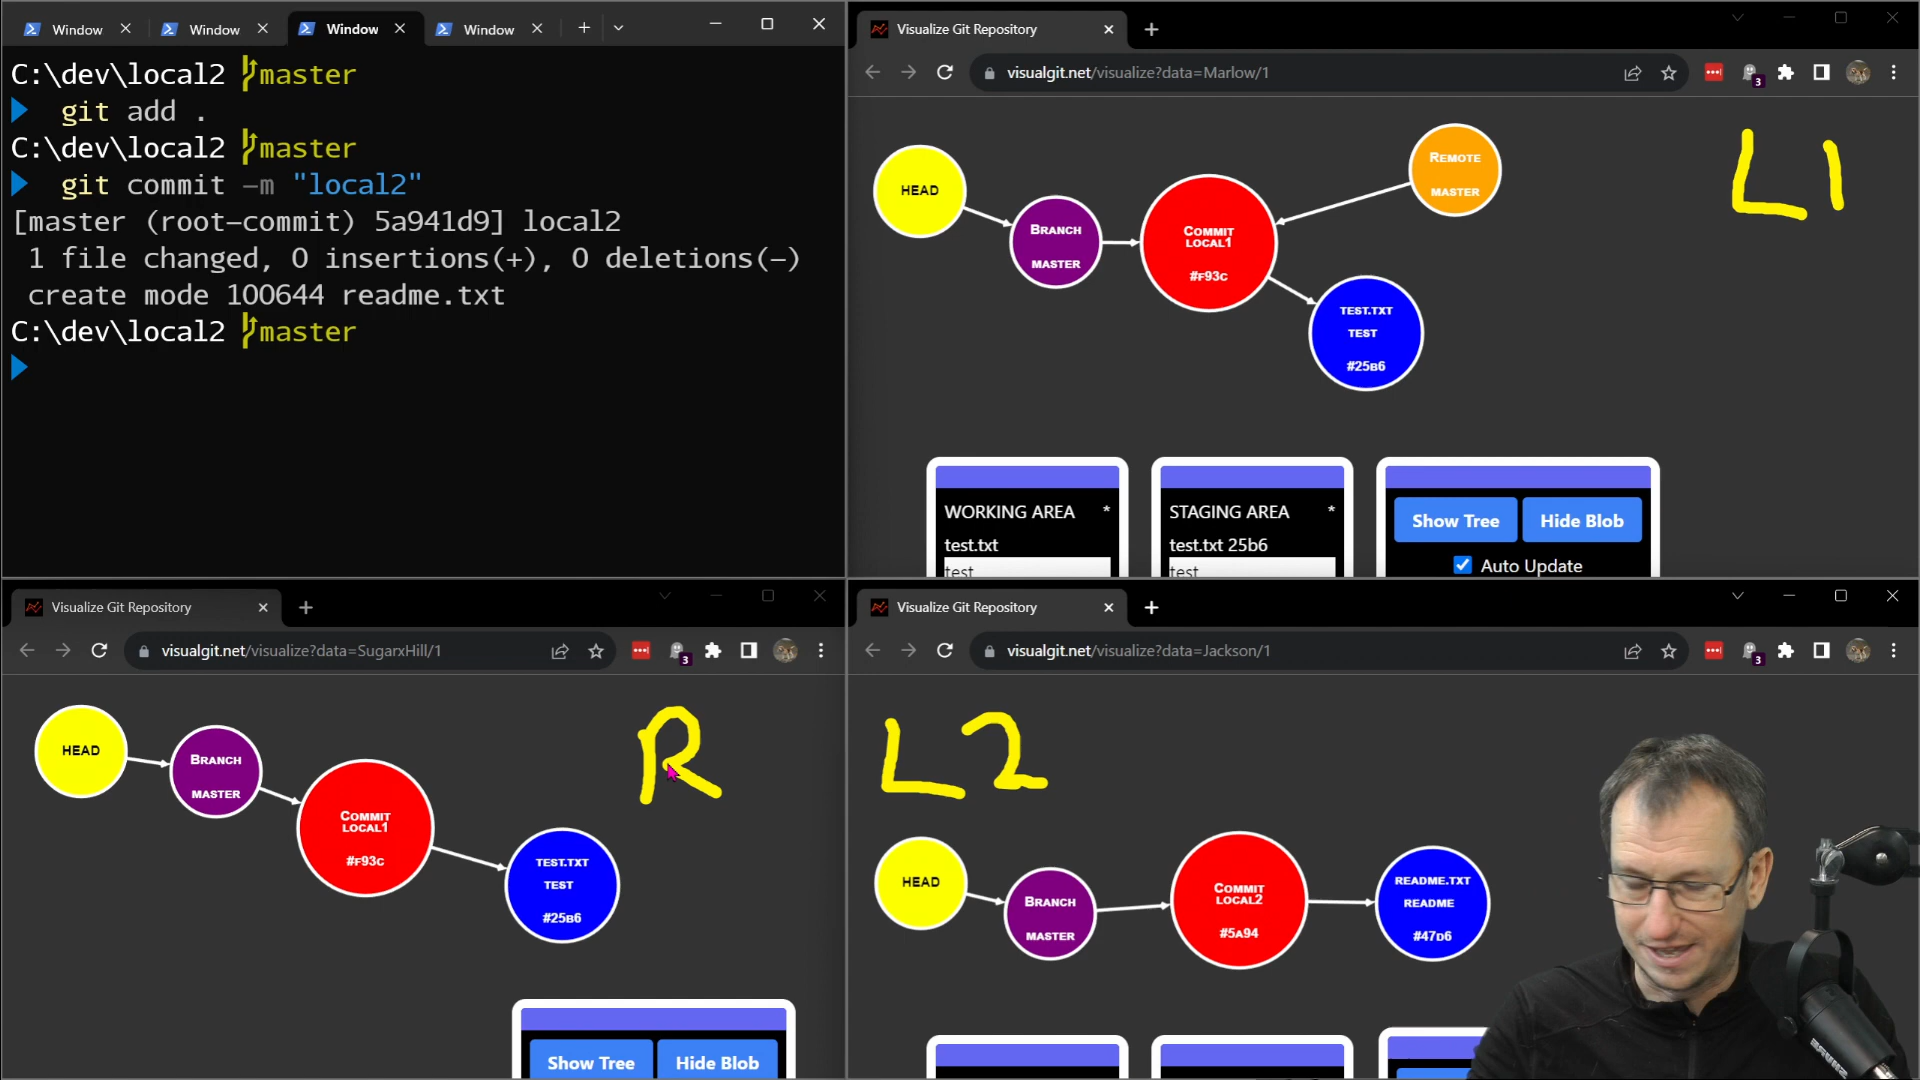 Window
Window
Window
Window
C:\dev\local2 master
git add .
C:\dev\local2 master
git commit -m "local2"
[master (root-commit) 5a941d9] local2
1 file changed, 0 insertions(+), 0 deletions(-)
create mode 100644 readme.txt
C:\dev\local2 master
Visualize Git Repository
visualgit.net/visualize?data=Marlow/1
3
HEAD
BRANCH
MASTER
COMMIT
LOCAL1
#F93C
REMOTE
MASTER
TEST.TXT
TEST
#25B6
L1
WORKING AREA *
test.txt
test
STAGING AREA *
test.txt 25b6
test
Show Tree
Hide Blob
Auto Update
Visualize Git Repository
visualgit.net/visualize?data=SugarxHill/1
3
HEAD
BRANCH
MASTER
COMMIT
LOCAL1
#F93C
TEST.TXT
TEST
#25B6
R
Show Tree
Hide Blob
Visualize Git Repository
visualgit.net/visualize?data=Jackson/1
3
L2
HEAD
BRANCH
MASTER
COMMIT
LOCAL2
#5A94
README.TXT
README
#47D6